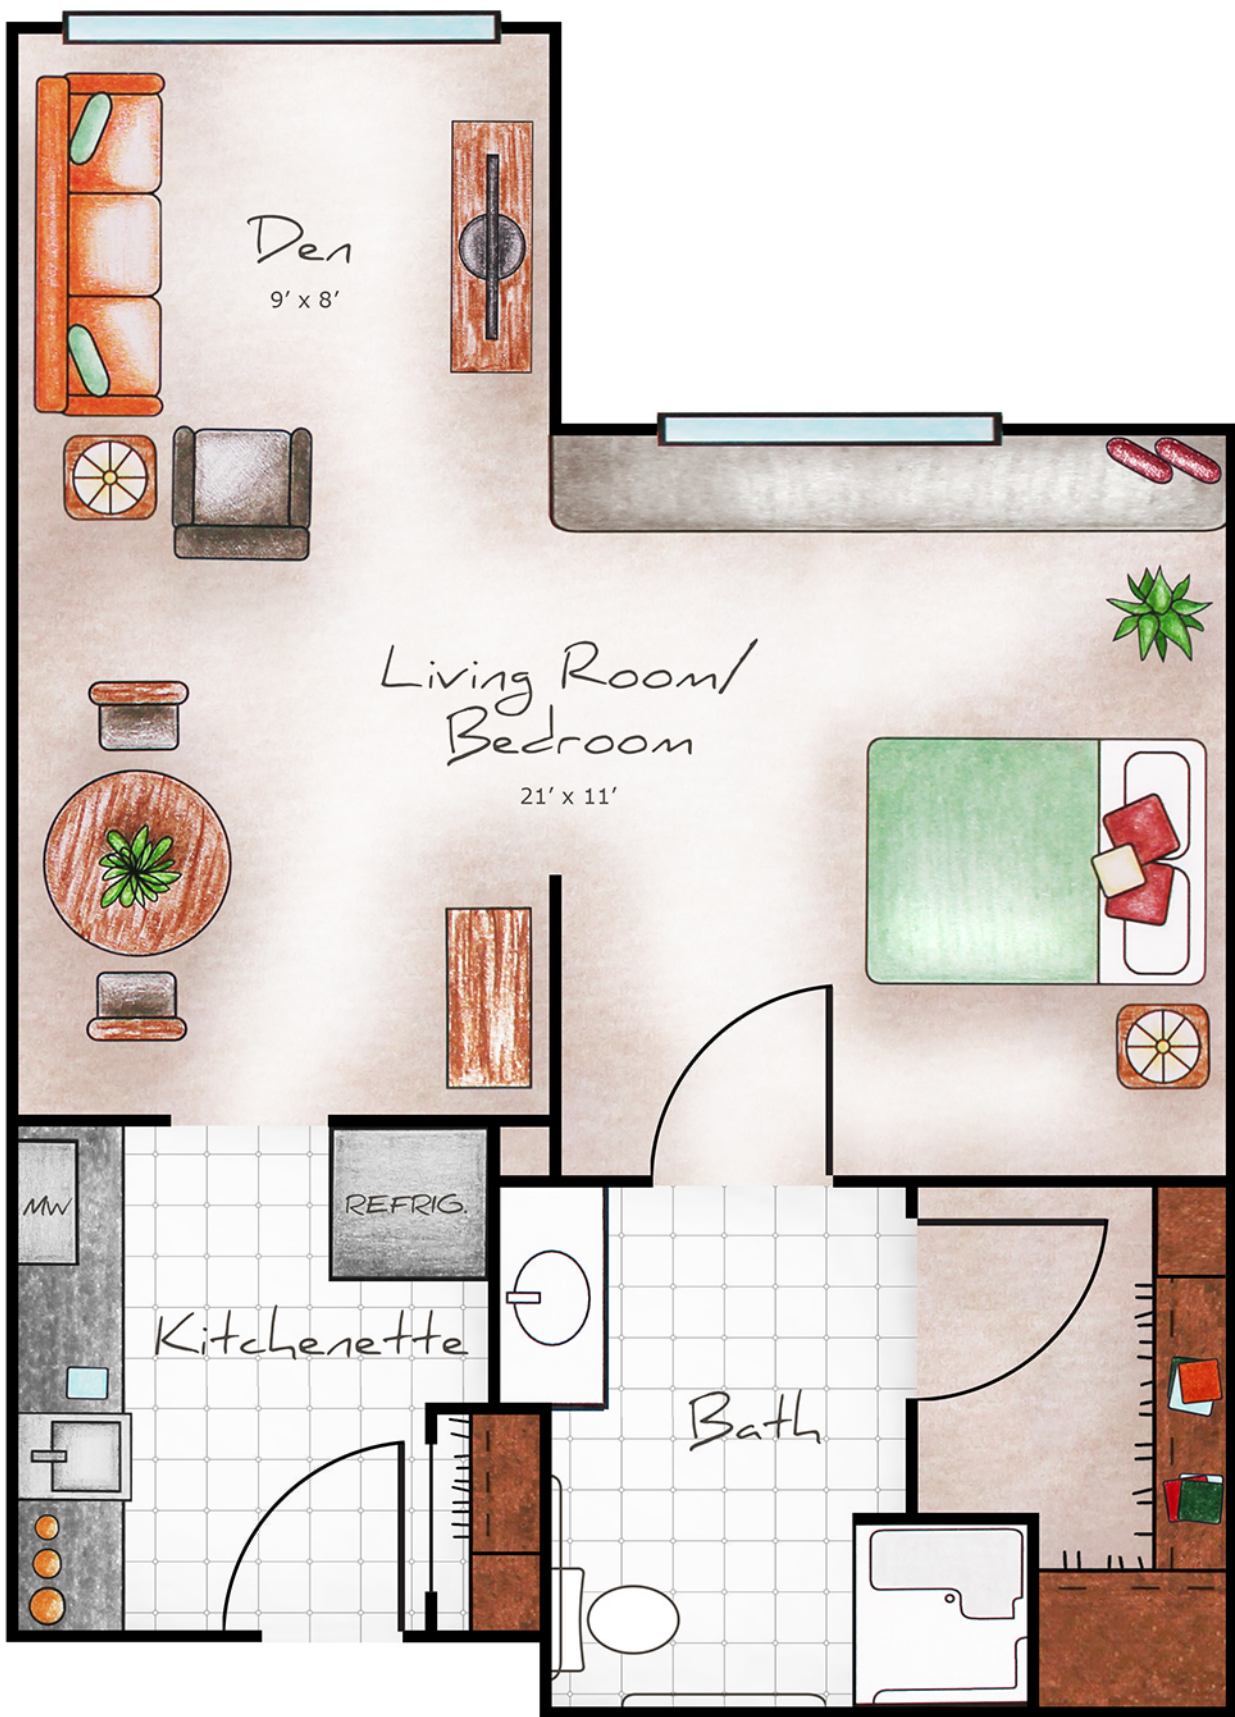 Den
9' x 8'
Living Room/
Bedroom
21' x 11'
MW
REFRIG.
Kitchenette
Bath